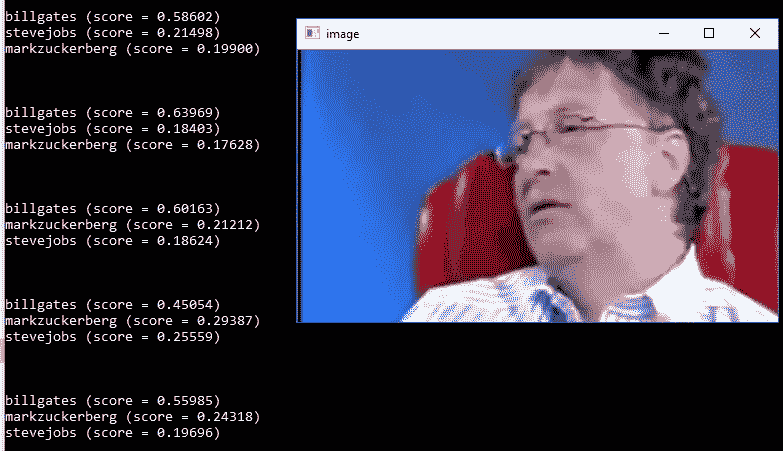 billgates (score = 0.58602)
stevejobs (score = 0.21498)
markzuckerberg (score = 0.19900)
image
billgates (score = 0.63969)
stevejobs (score = 0.18403)
markzuckerberg (score = 0.17628)
billgates (score = 0.60163)
markzuckerberg (score = 0.21212)
stevejobs (score = 0.18624)
billgates (score = 0.45054)
markzuckerberg (score = 0.29387)
stevejobs (score = 0.25559)
billgates (score = 0.55985)
markzuckerberg (score = 0.24318)
stevejobs (score = 0.19696)